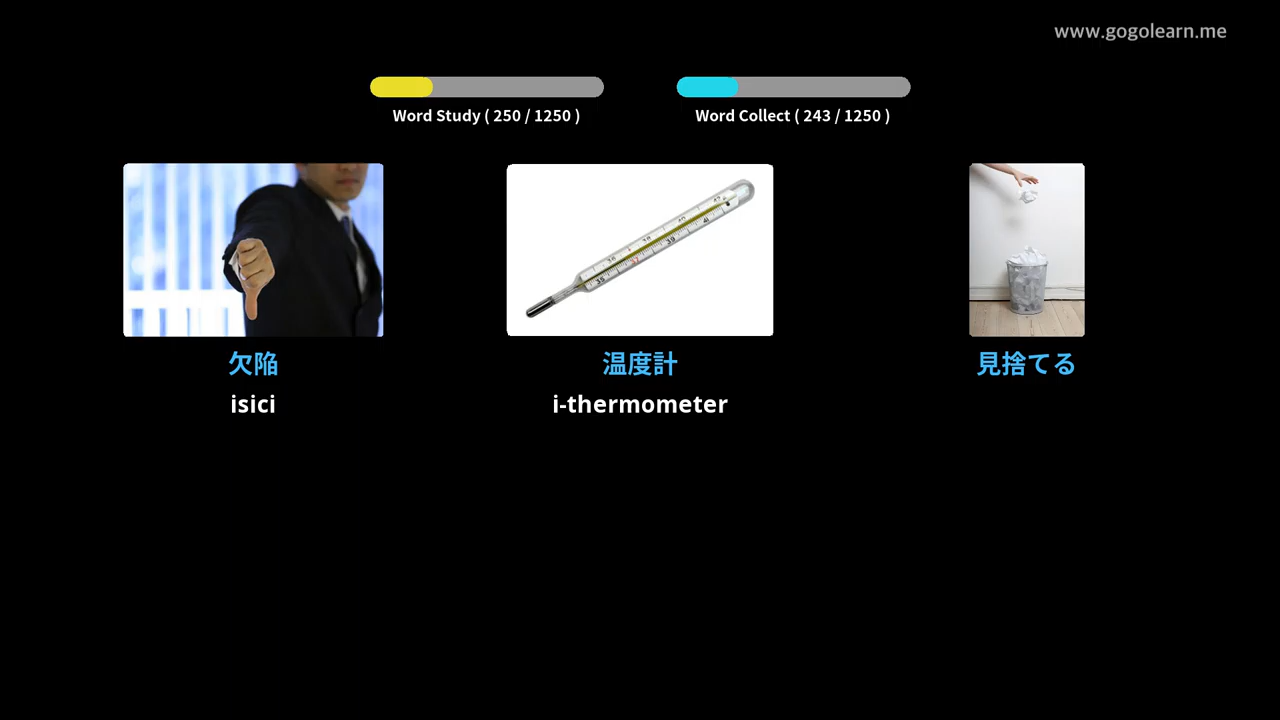 www.gogolearn.me
Word Study ( 250 / 1250 )
Word Collect ( 243 / 1250 )
欠陥
温度計
見捨てる
isici
i-thermometer